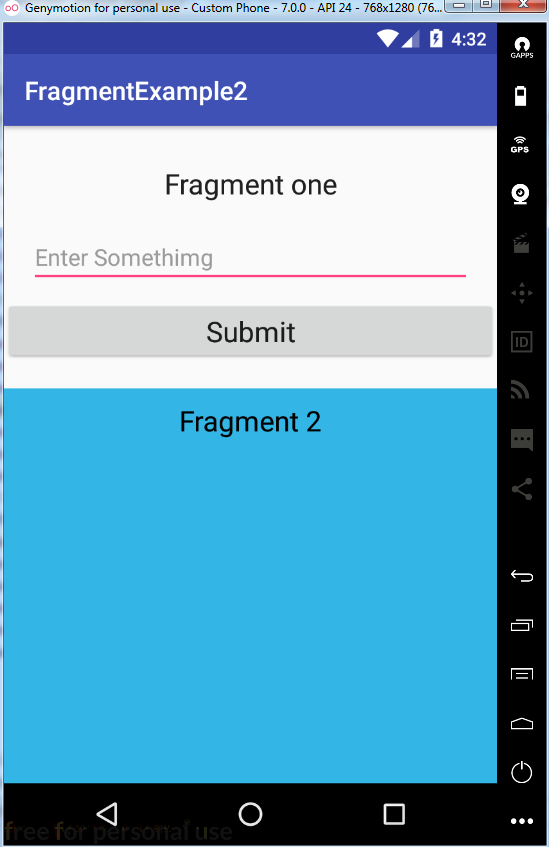 Genymotion for personal use - Custom Phone - 7.0.0 - API 24 - 768x1280 (76...
4:32
GAPPS
FragmentExample2
GPS
Fragment one
Enter Somethimg
Submit
ID
Fragment 2
free for personal use